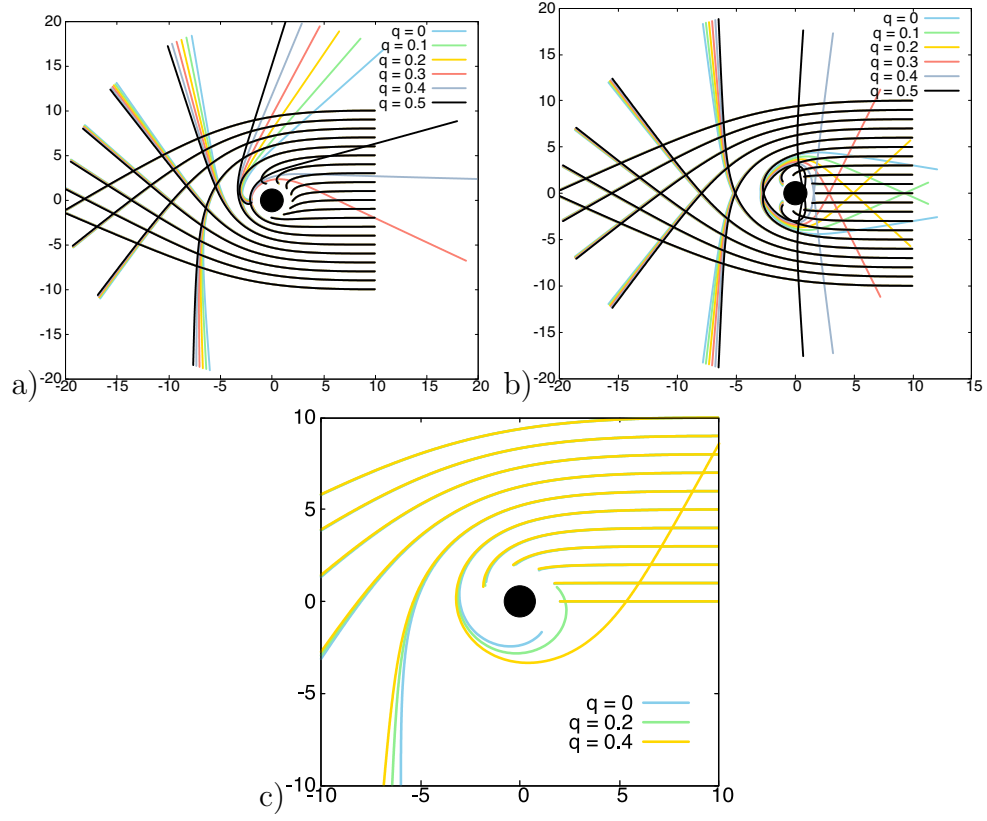 20
15
10
5
0
-5
-10
-15
-20
-20 -15 -10 -5 0 5 10 15 20
q = 0
q = 0.1
q = 0.2
q = 0.3
q = 0.4
q = 0.5
a)
20
15
10
5
0
-5
-10
-15
-20
-20 -15 -10 -5 0 5 10 15
q = 0
q = 0.1
q = 0.2
q = 0.3
q = 0.4
q = 0.5
b)
10
5
0
-5
-10
-10 -5 0 5 10
q = 0
q = 0.2
q = 0.4
c)